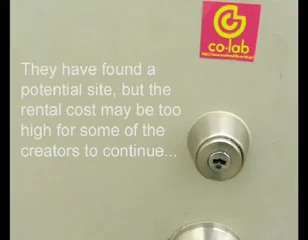 co-lab
They have found a
potential site, but the
rental cost may be too
high for some of the
creators to continue...